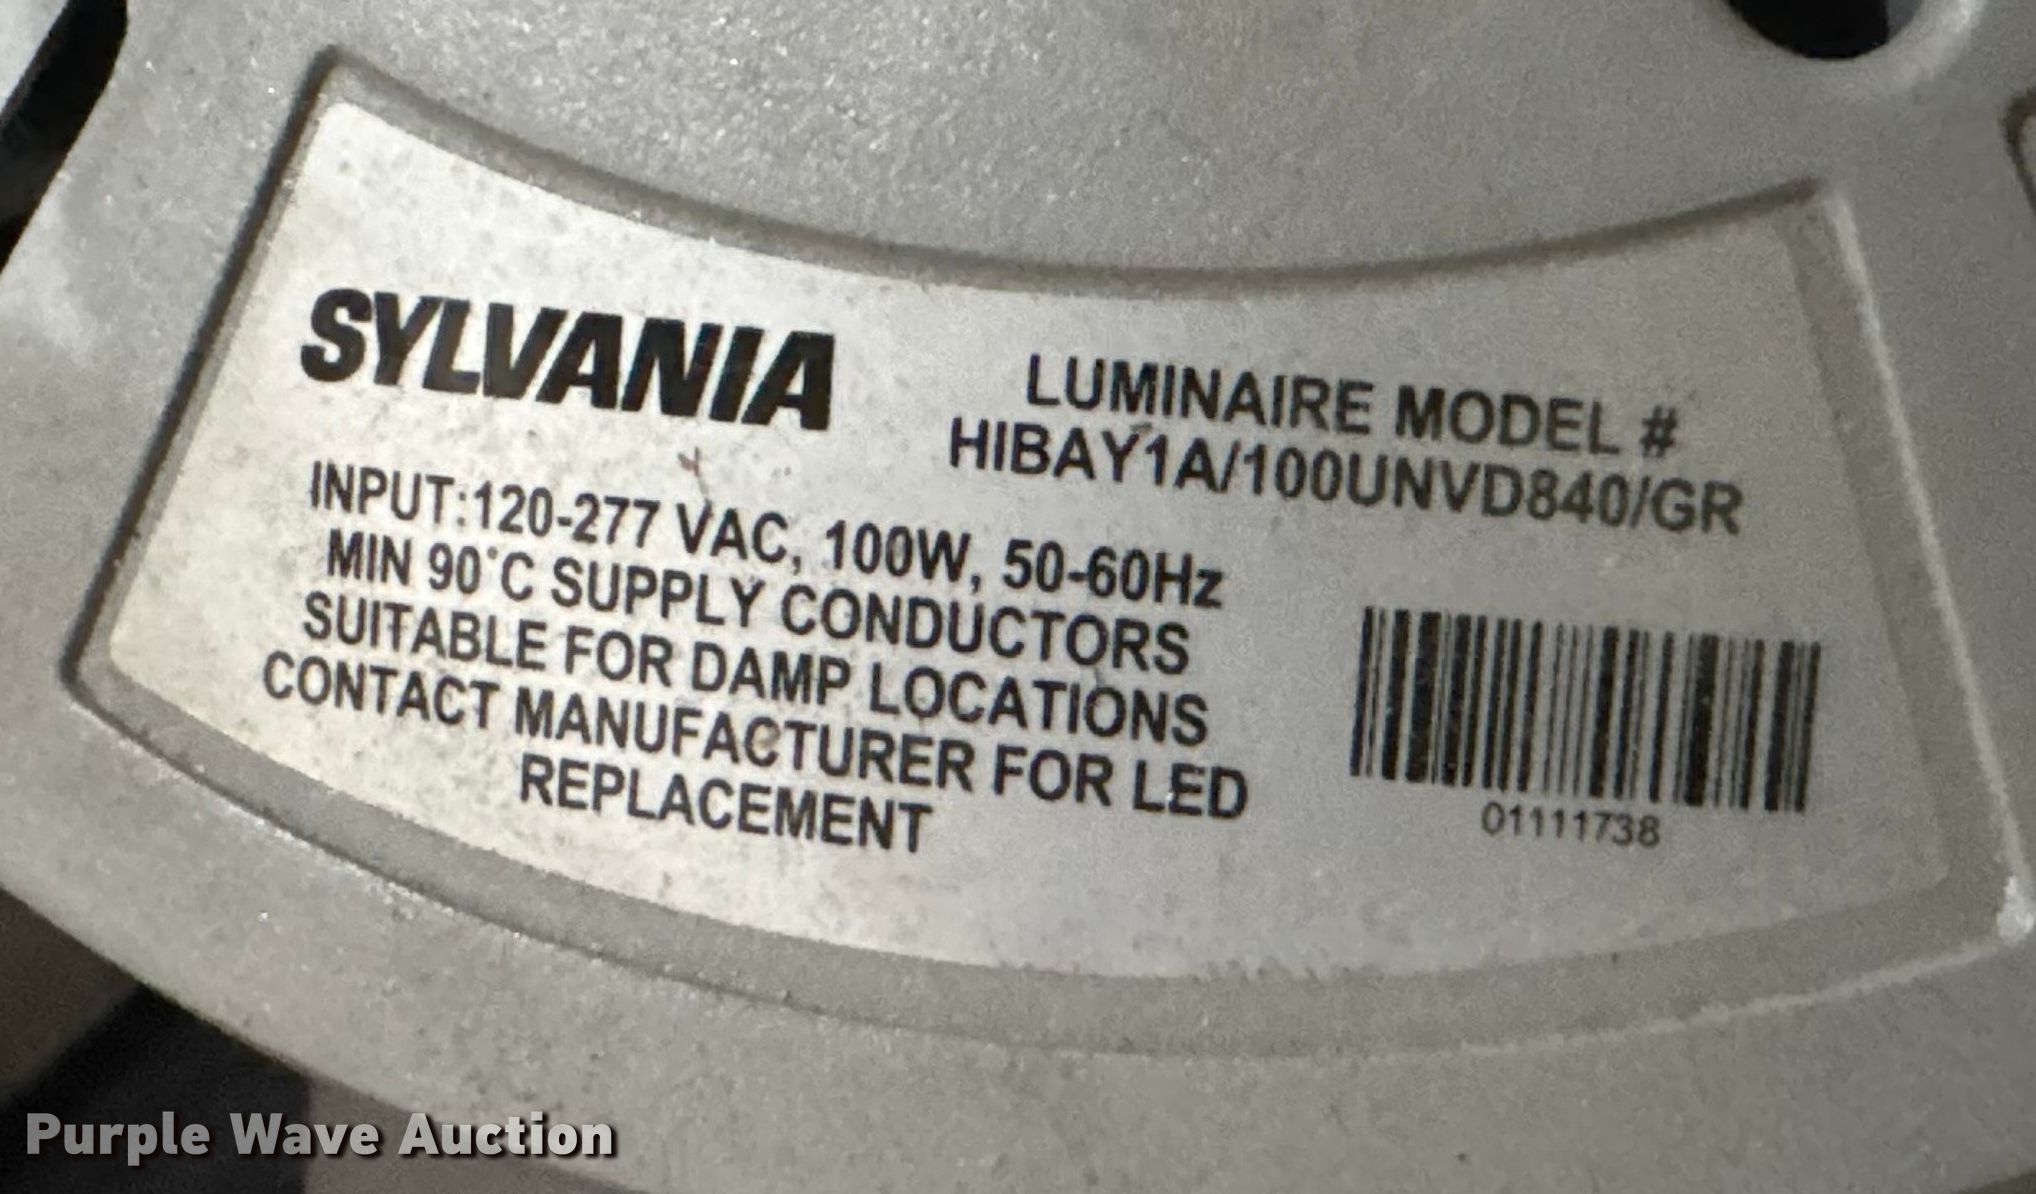 SYLVANIA
LUMINAIRE MODEL #
HIBAY1A/100UNVD840/GR
INPUT:120-277 VAC, 100W, 50-60Hz
MIN 90°C SUPPLY CONDUCTORS
SUITABLE FOR DAMP LOCATIONS
CONTACT MANUFACTURER FOR LED
REPLACEMENT
01111738
Purple Wave Auction